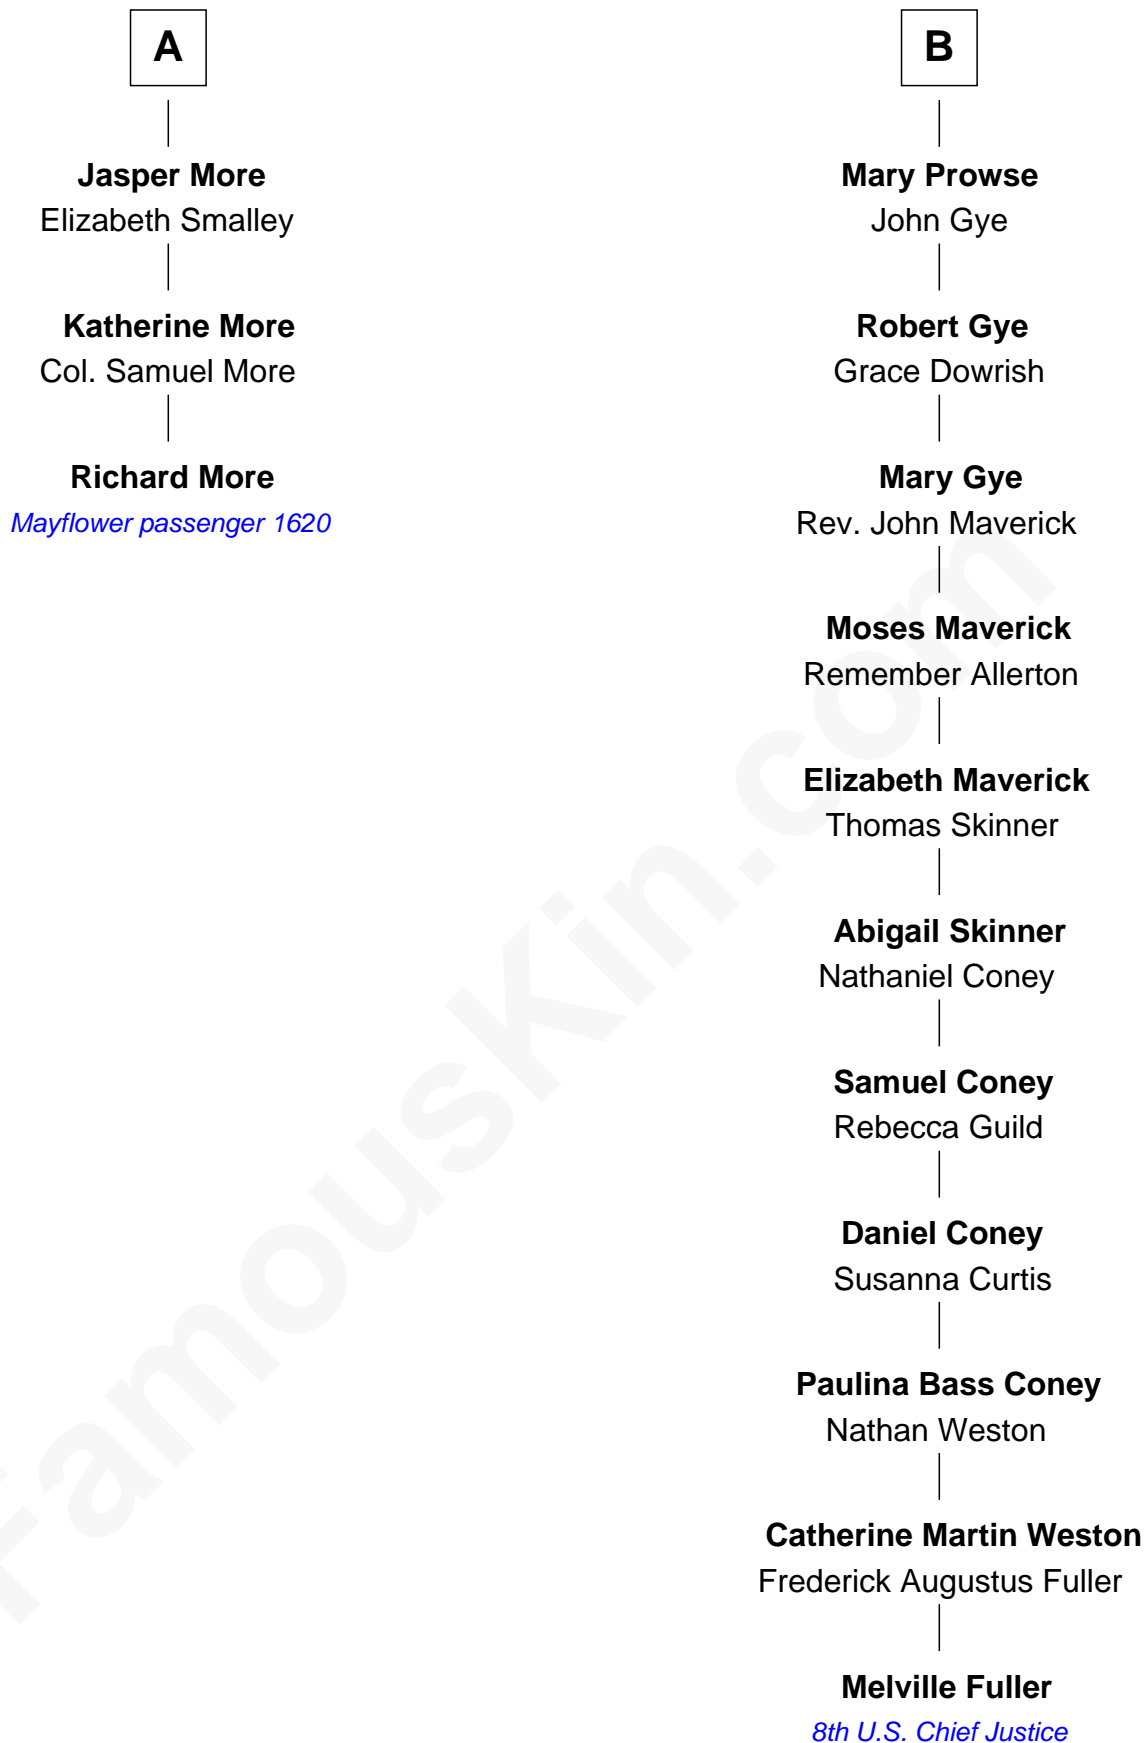 A
Jasper More
Elizabeth Smalley
Katherine More
Col. Samuel More
Richard More
Mayflower passenger 1620
B
Mary Prowse
John Gye
Robert Gye
Grace Dowrish
Mary Gye
Rev. John Maverick
Moses Maverick
Remember Allerton
Elizabeth Maverick
Thomas Skinner
Abigail Skinner
Nathaniel Coney
Samuel Coney
Rebecca Guild
Daniel Coney
Susanna Curtis
Paulina Bass Coney
Nathan Weston
Catherine Martin Weston
Frederick Augustus Fuller
Melville Fuller
8th U.S. Chief Justice
FamousKin.com